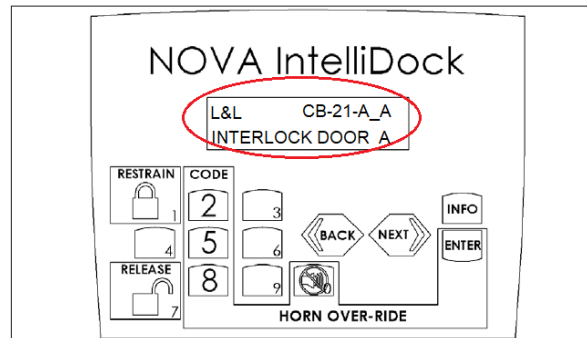 NOVA IntelliDock
L&L CB-21-A_A
INTERLOCK DOOR A
RESTRAIN
1
CODE
2
3
4
5
6
BACK
NEXT
INFO
ENTER
RELEASE
7
8
9
0
HORN OVER-RIDE